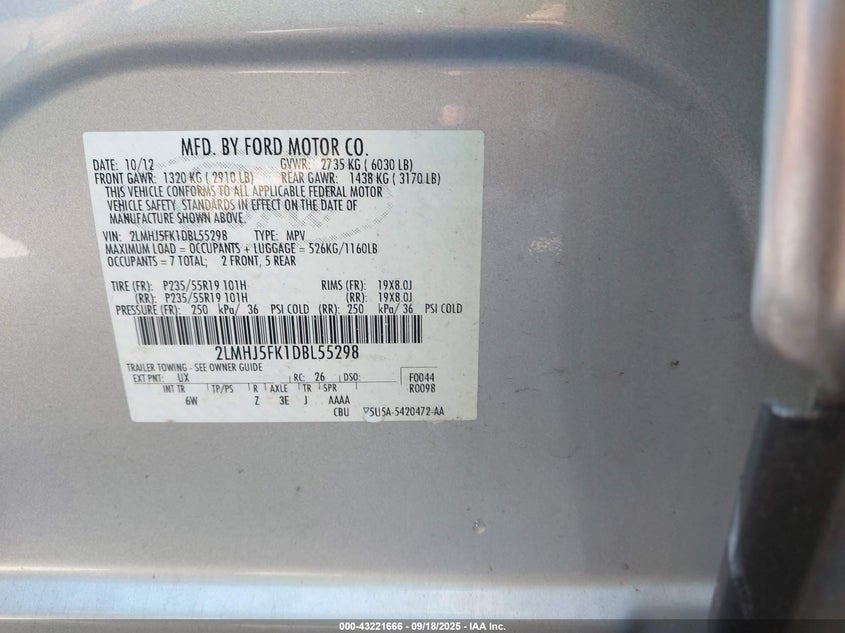 MFD. BY FORD MOTOR CO.
DATE: 10/12 GVWR: 2735 KG ( 6030 LB)
FRONT GAWR: 1320 KG ( 2910 LB) REAR GAWR: 1438 KG ( 3170 LB)
THIS VEHICLE CONFORMS TO ALL APPLICABLE FEDERAL MOTOR
VEHICLE SAFETY STANDARDS IN EFFECT ON THE DATE OF
MANUFACTURE SHOWN ABOVE.
VIN: 2LMHJ5FK1DBL55298 TYPE: MPV
MAXIMUM LOAD = OCCUPANTS + LUGGAGE = 526KG/1160LB
OCCUPANTS = 7 TOTAL; 2 FRONT, 5 REAR
TIRE (FR): P235/55R19 101H RIMS (FR): 19X8.0J
(RR): P235/55R19 101H (RR): 19X8.0J
PRESSURE (FR): 250 kPa/ 36 PSI COLD (RR): 250 kPa/ 36 PSI COLD
2LMHJ5FK1DBL55298
TRAILER TOWING - SEE OWNER GUIDE
EXT PNT: UX RC: 26 DSO: F0044
INT TR TP/PS R AXLE TR SPR R0098
6W Z 3E J AAAA
CBU 5U5A-5420472-AA
000-43221666 - 09/18/2025 - IAA Inc.